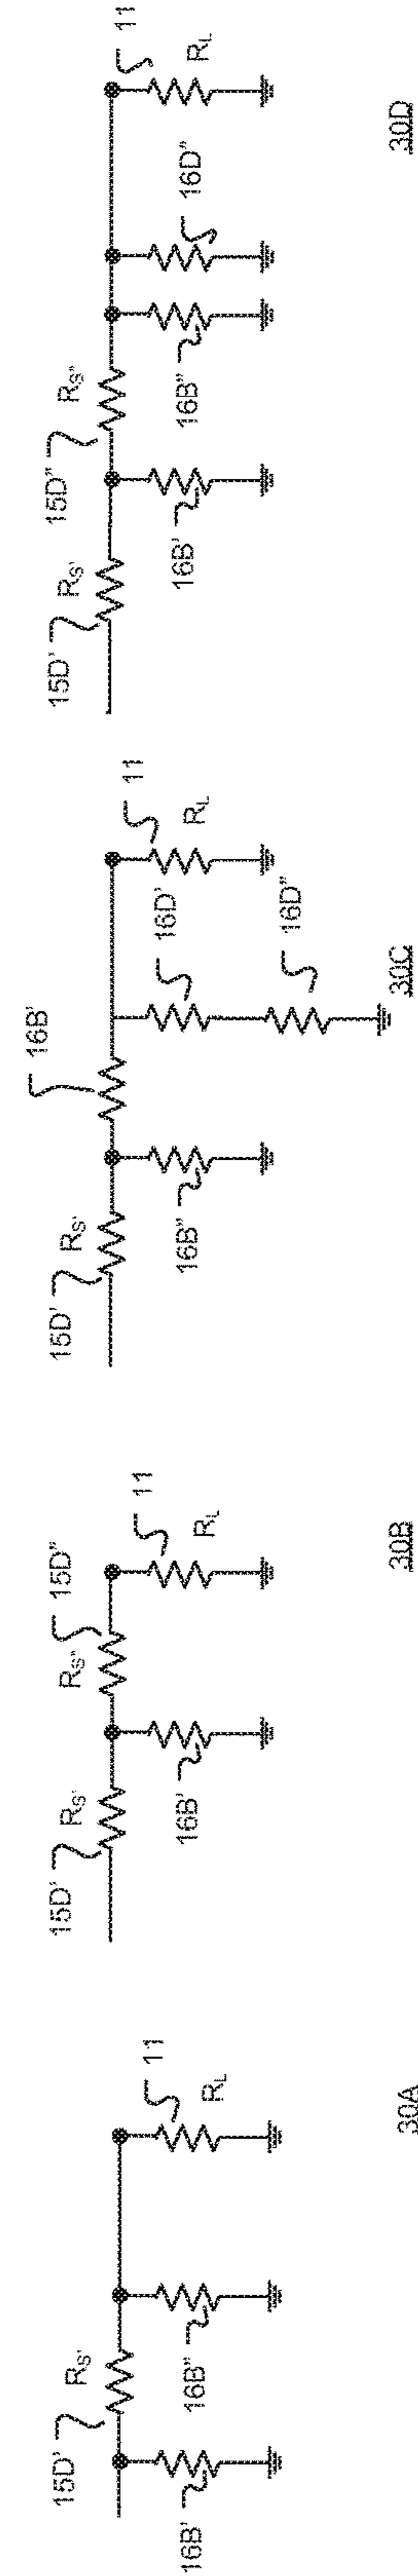 15D'
R_S'
16B'
16B"
11
R_L
30A
15D'
R_S'
R_S"
15D"
16B'
11
R_L
30B
15D'
R_S'
16B'
16B"
16D'
16D"
11
R_L
30C
15D'
R_S'
15D"
R_S"
16B'
16B"
16D"
11
R_L
30D